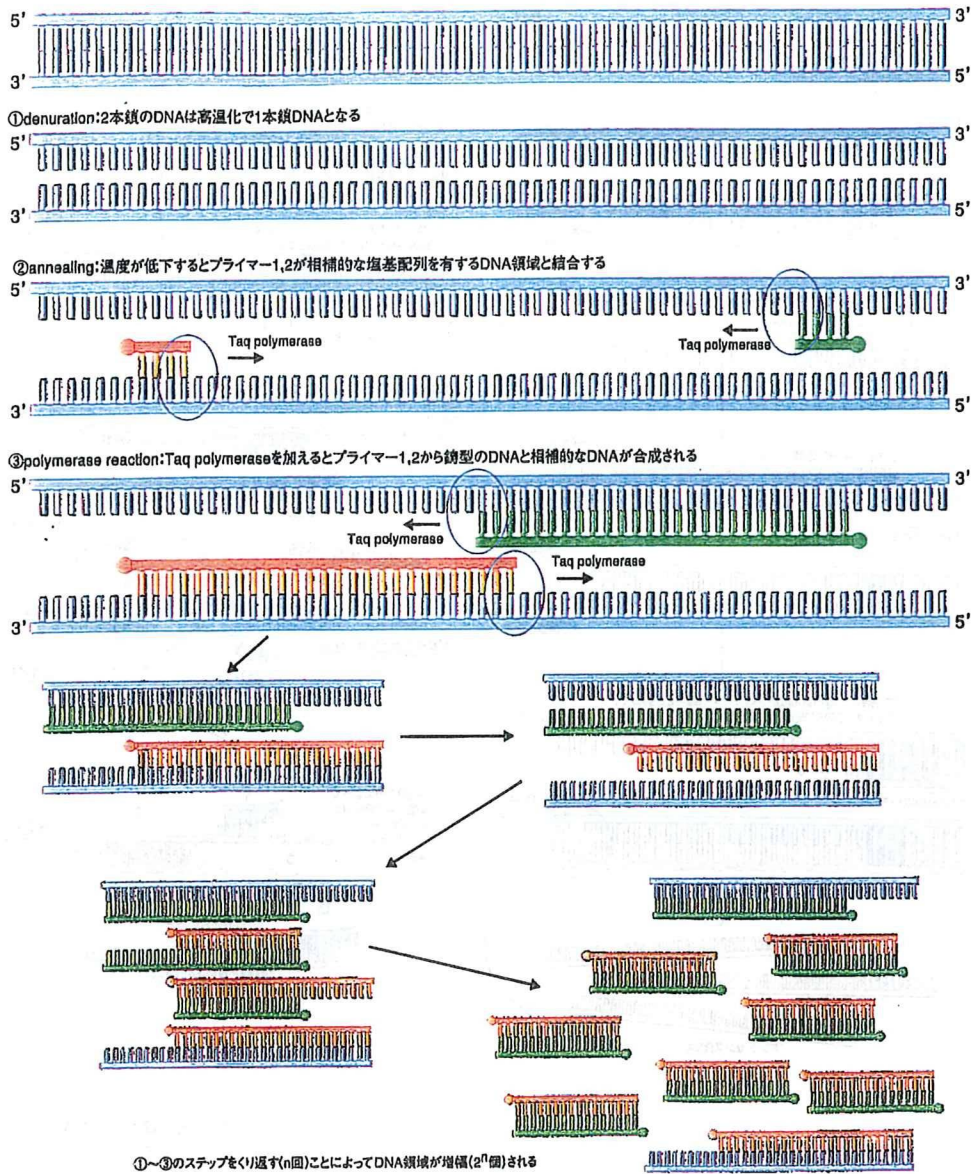 5' 3'
3' 5'
①denuration:2本鎖のDNAは高温化で1本鎖DNAとなる
5' 3'
3' 5'
②annealing:温度が低下するとプライマー1,2が相補的な塩基配列を有するDNA領域と結合する
5' 3'
Taq polymerase Taq polymerase
3' 5'
③polymerase reaction:Taq polymeraseを加えるとプライマー1,2から鋳型のDNAと相補的なDNAが合成される
5' 3'
Taq polymerase
Taq polymerase
3' 5'
①〜③のステップをくり返す(n回)ことによってDNA領域が増幅(2ⁿ個)される